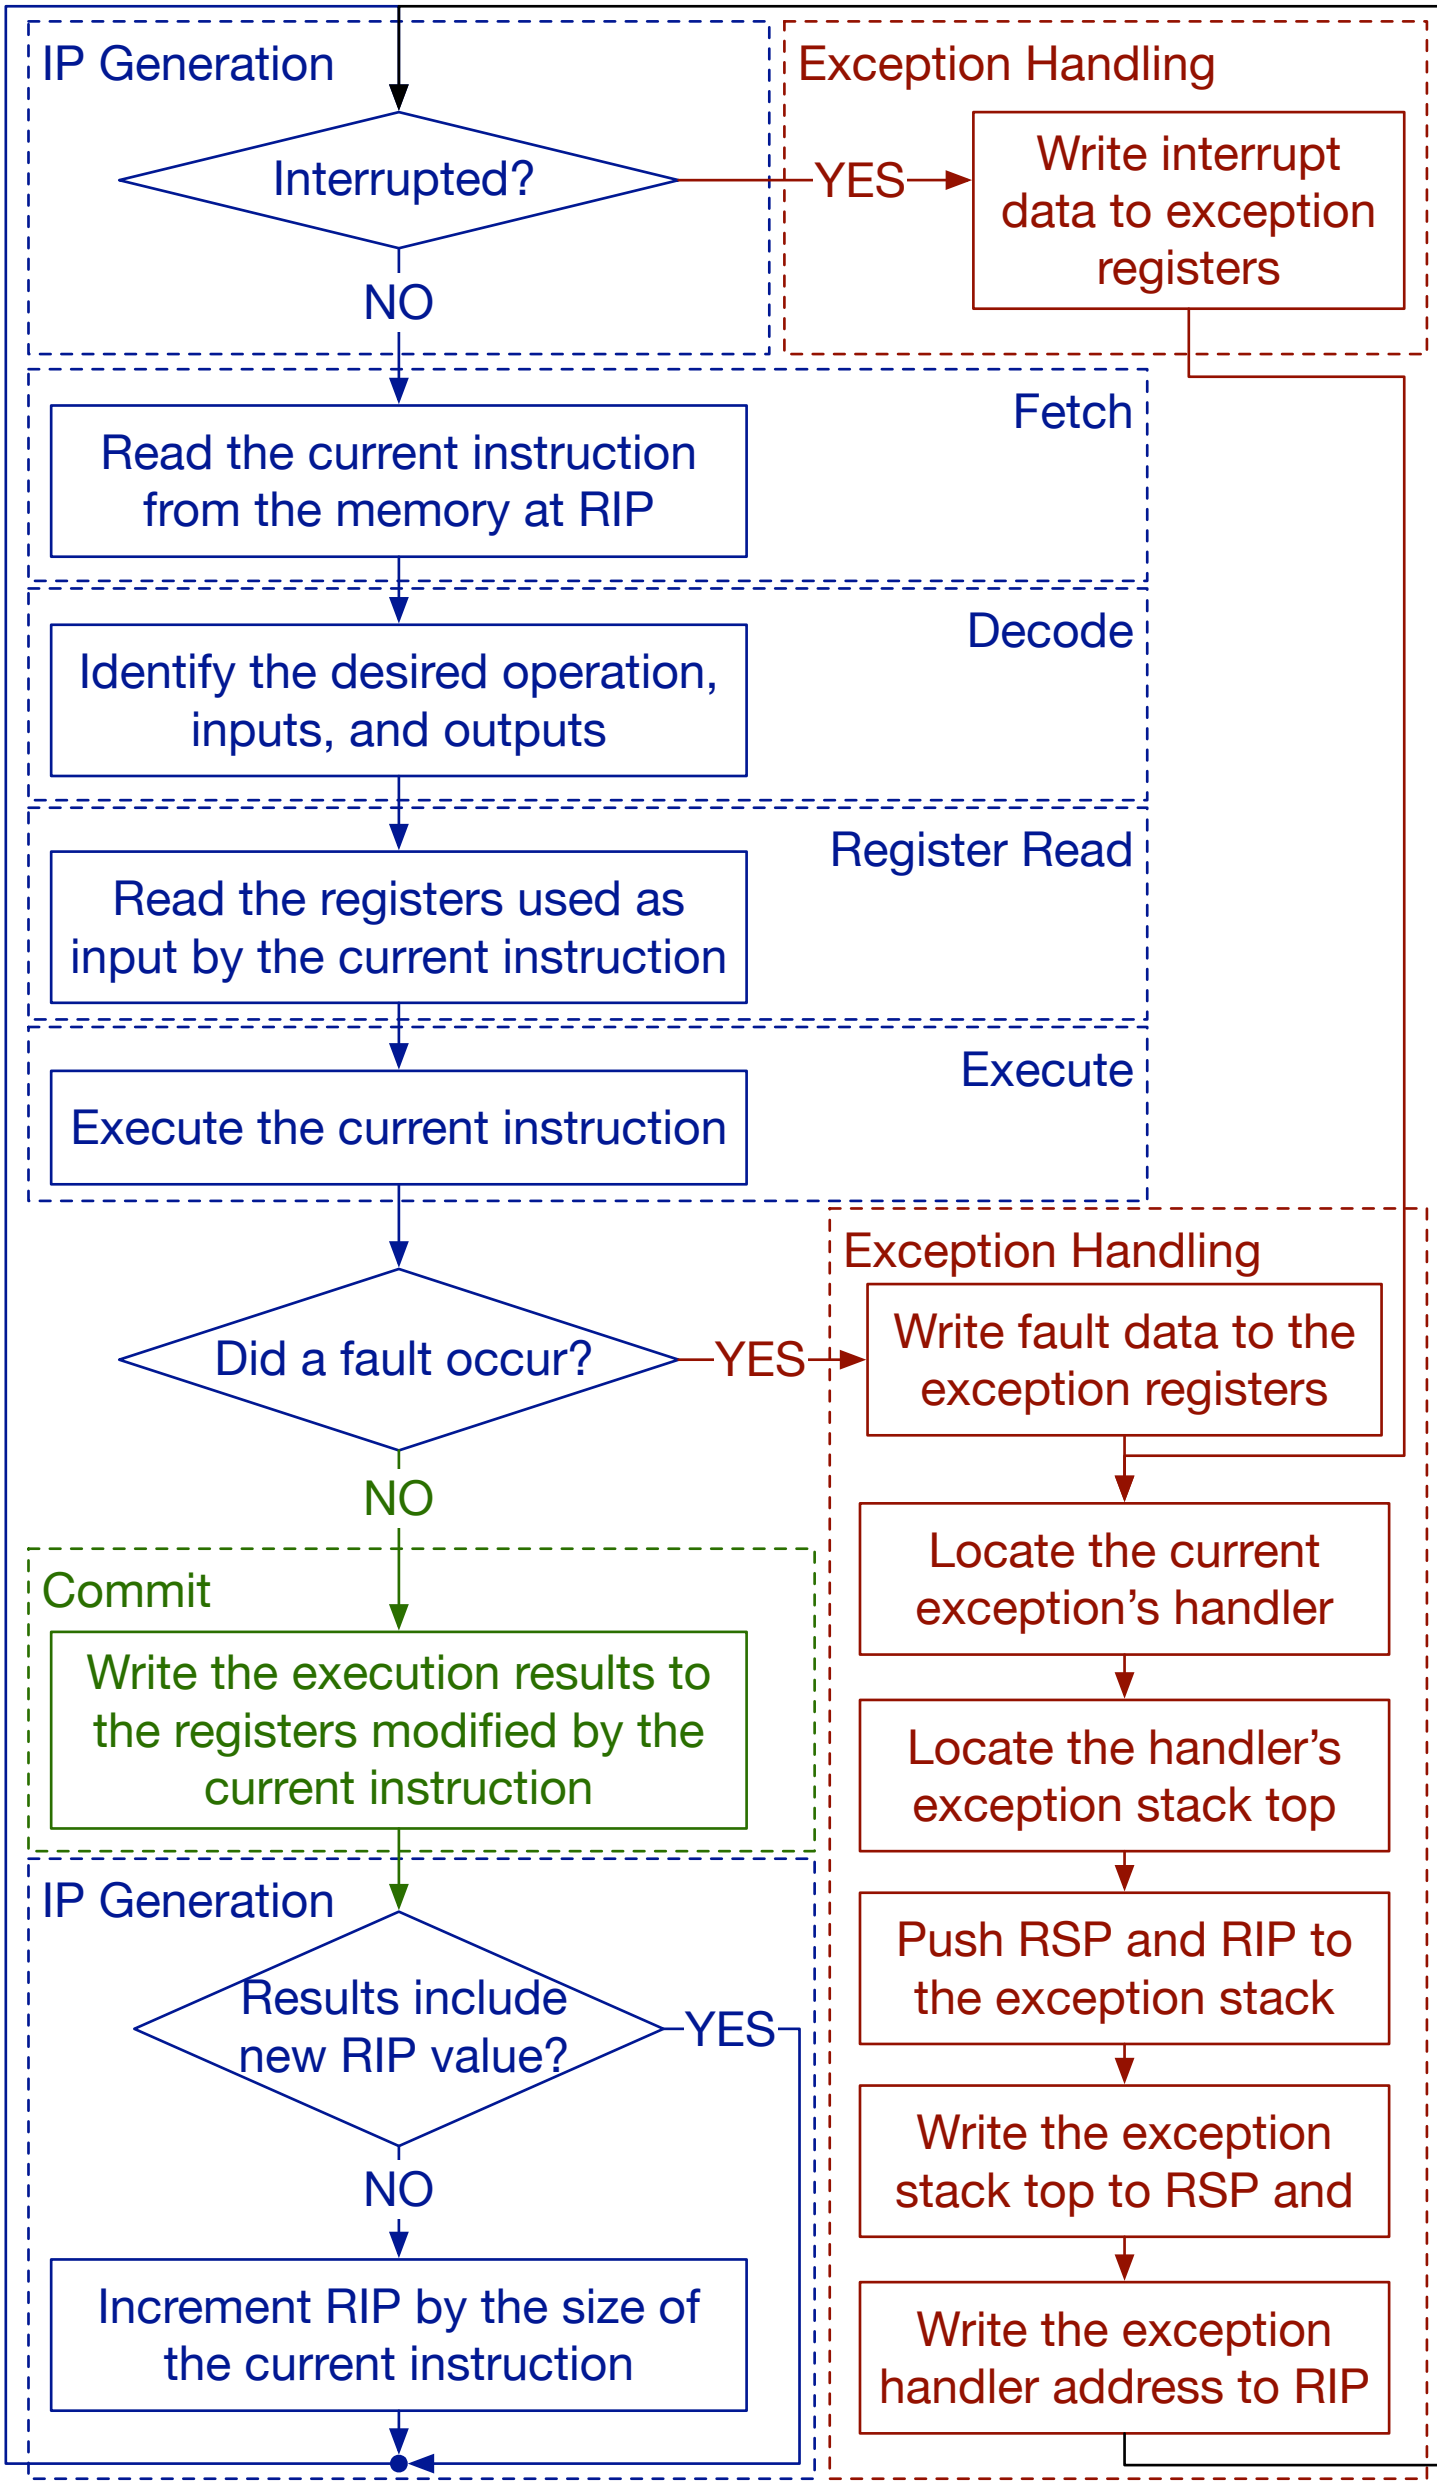 IP Generation
Interrupted?
NO
Exception Handling
YES
Write interrupt
data to exception
registers
Fetch
Read the current instruction
from the memory at RIP
Decode
Identify the desired operation,
inputs, and outputs
Register Read
Read the registers used as
input by the current instruction
Execute
Execute the current instruction
Did a fault occur?
YES
NO
Exception Handling
Write fault data to the
exception registers
Locate the current
exception’s handler
Locate the handler’s
exception stack top
Push RSP and RIP to
the exception stack
Write the exception
stack top to RSP and
Write the exception
handler address to RIP
Commit
Write the execution results to
the registers modified by the
current instruction
IP Generation
Results include
new RIP value?
YES
NO
Increment RIP by the size of
the current instruction